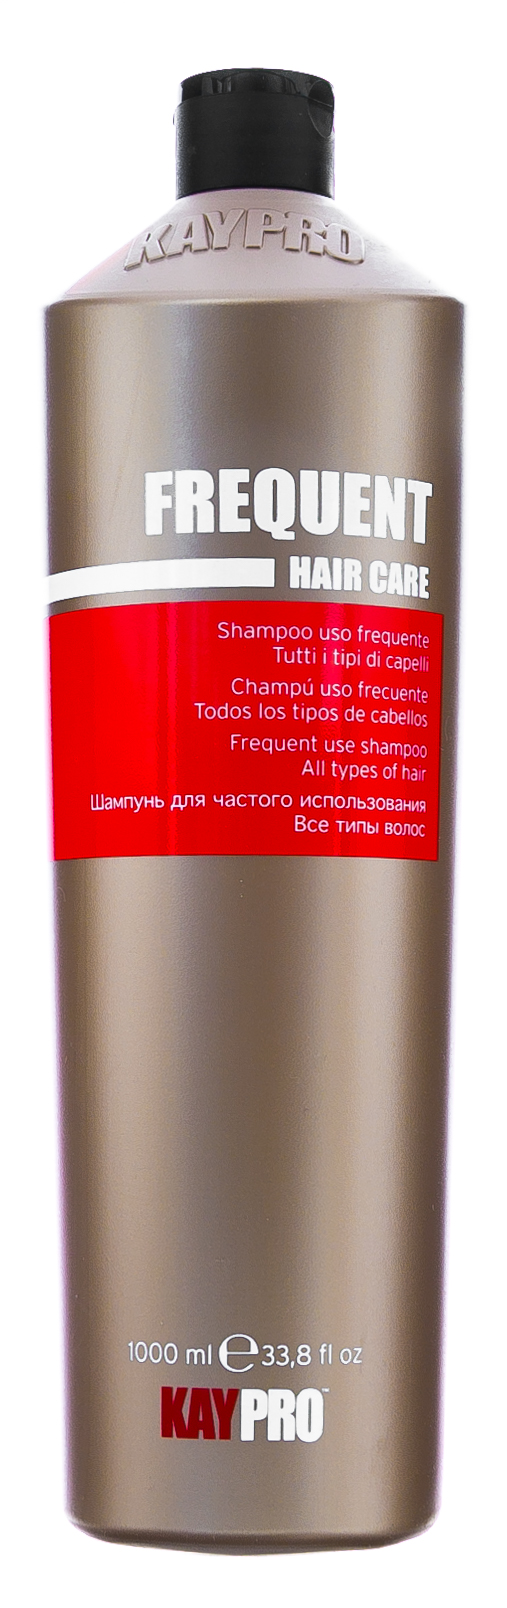 KAYPRO
FREQUENT
HAIR CARE
Shampoo uso frequente
Tutti i tipi di capelli
Champú uso frecuente
Todos los tipos de cabellos
Frequent use shampoo
All types of hair
Шампунь для частого использования
Все типы волос
1000 ml e 33,8 fl oz
KAYPRO™